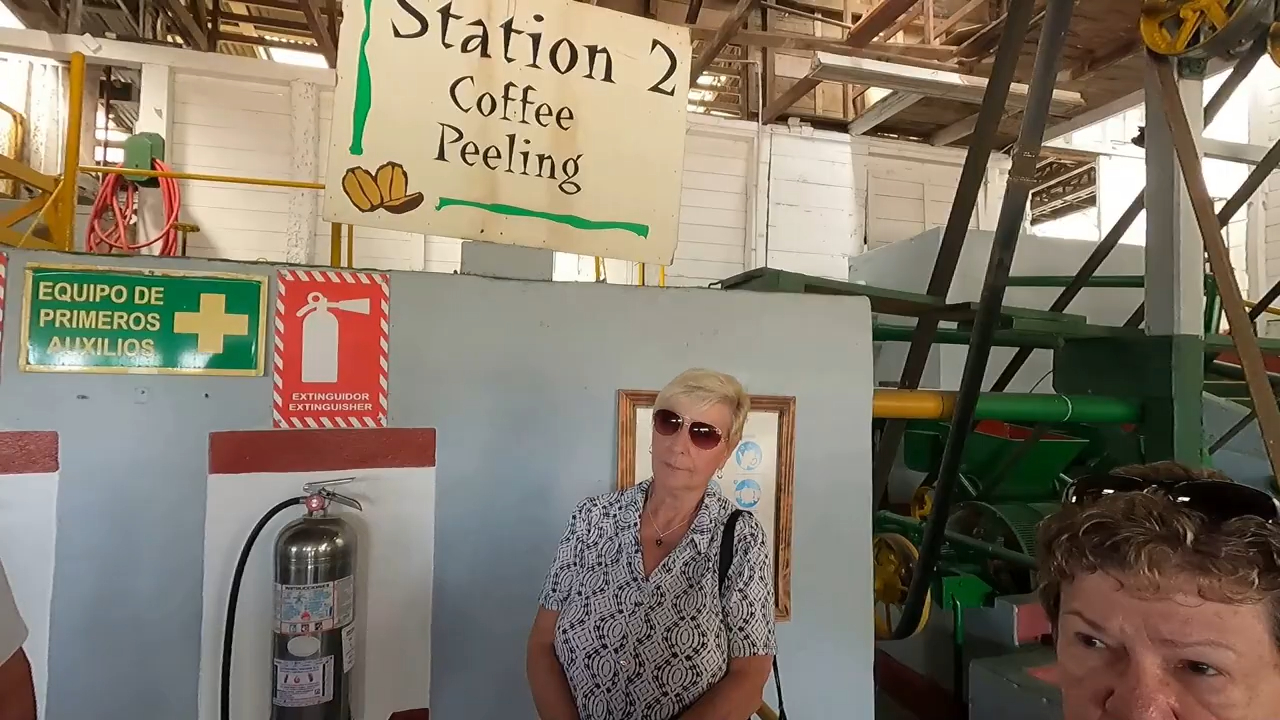 Station 2
Coffee
Peeling
EQUIPO DE
PRIMEROS
AUXILIOS
EXTINGUIDOR
EXTINGUISHER